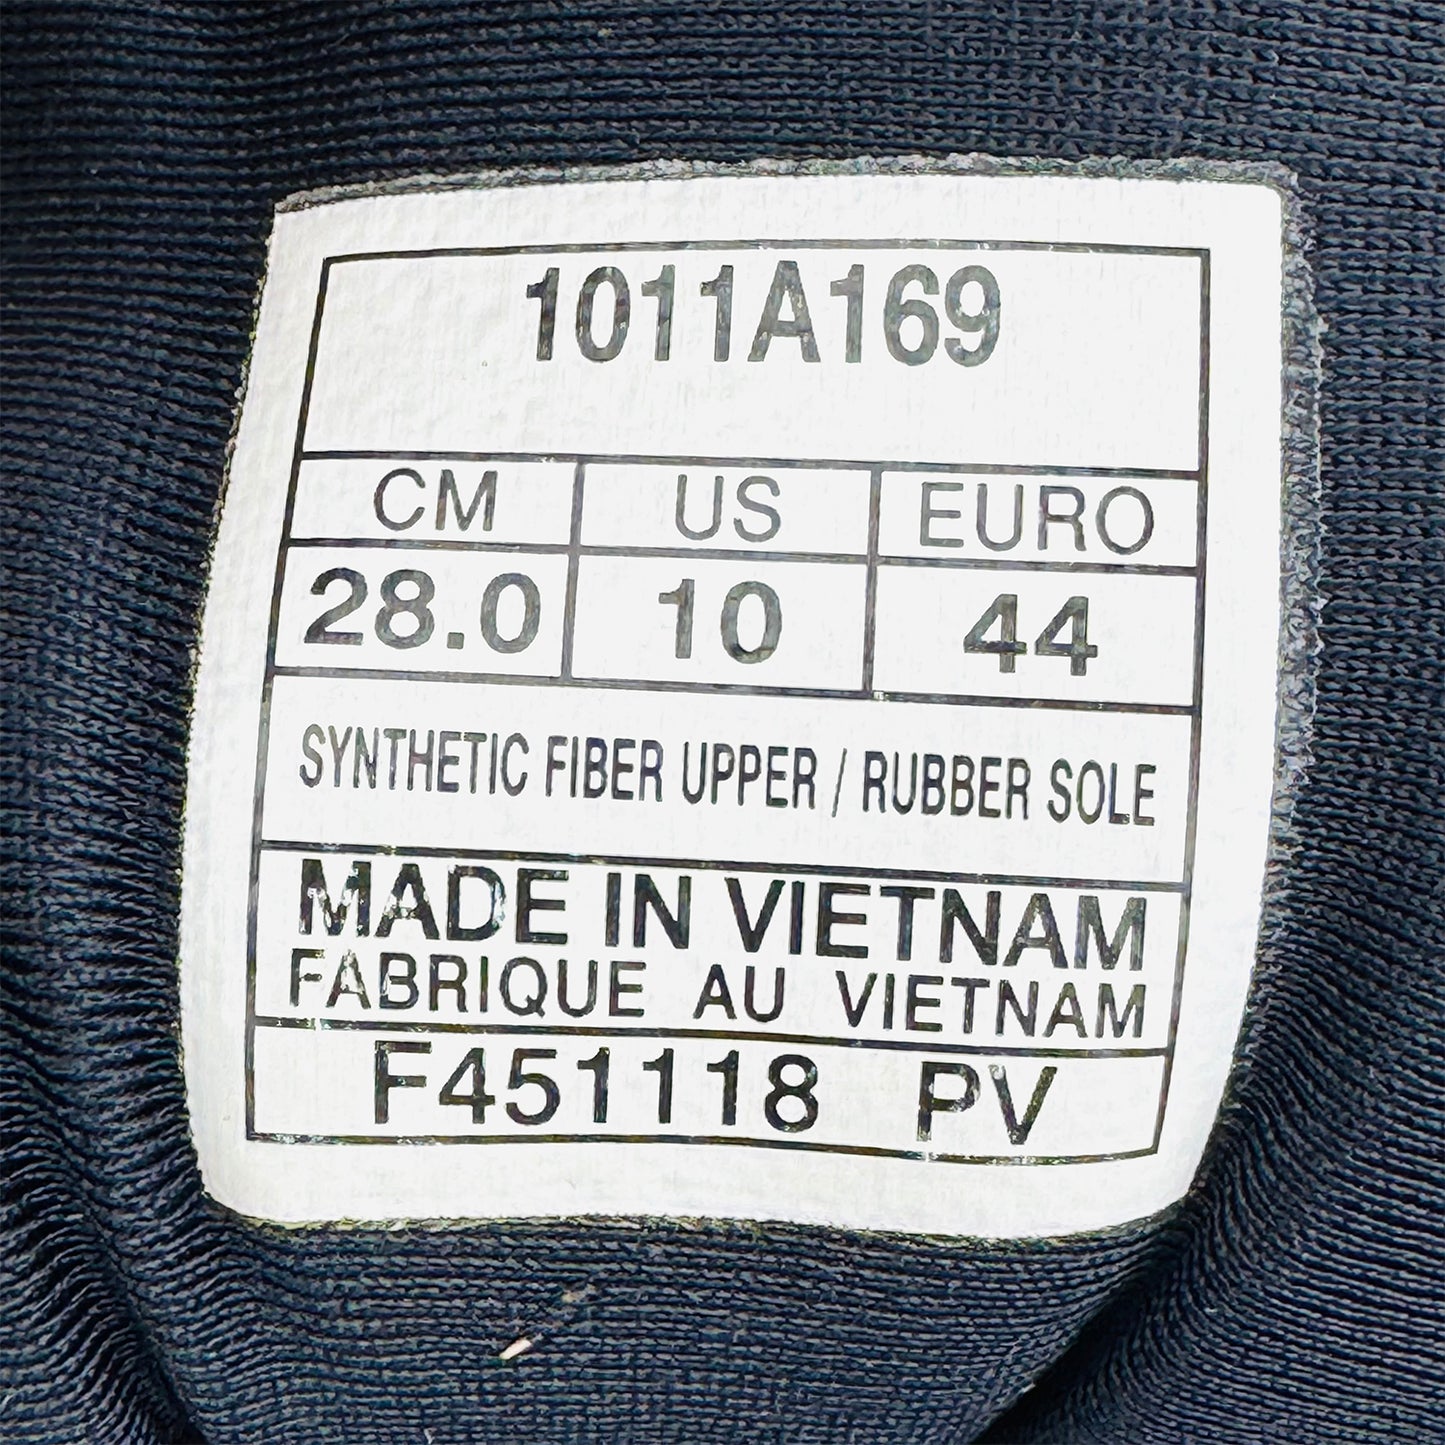 1011A169
CM US EURO
28.0 10 44
SYNTHETIC FIBER UPPER / RUBBER SOLE
MADE IN VIETNAM
FABRIQUE AU VIETNAM
F451118 PV